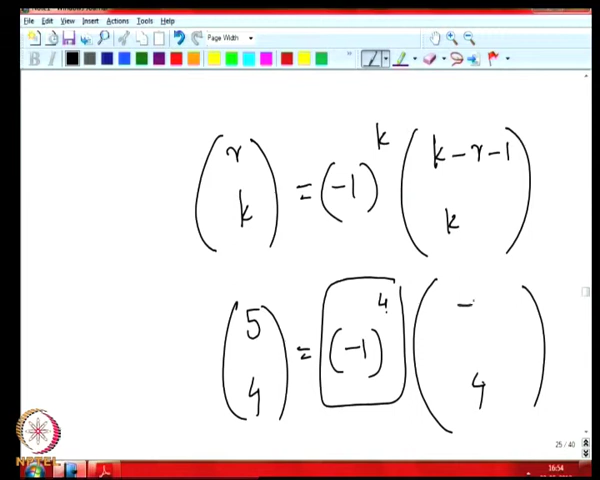 File Edit View Insert Actions Tools Help
Page Width
B I
(r k) = (-1)^k (k-r-1 k)
(5 4) = (-1)^4 (- 4)
25 / 40
NPTEL
16:54